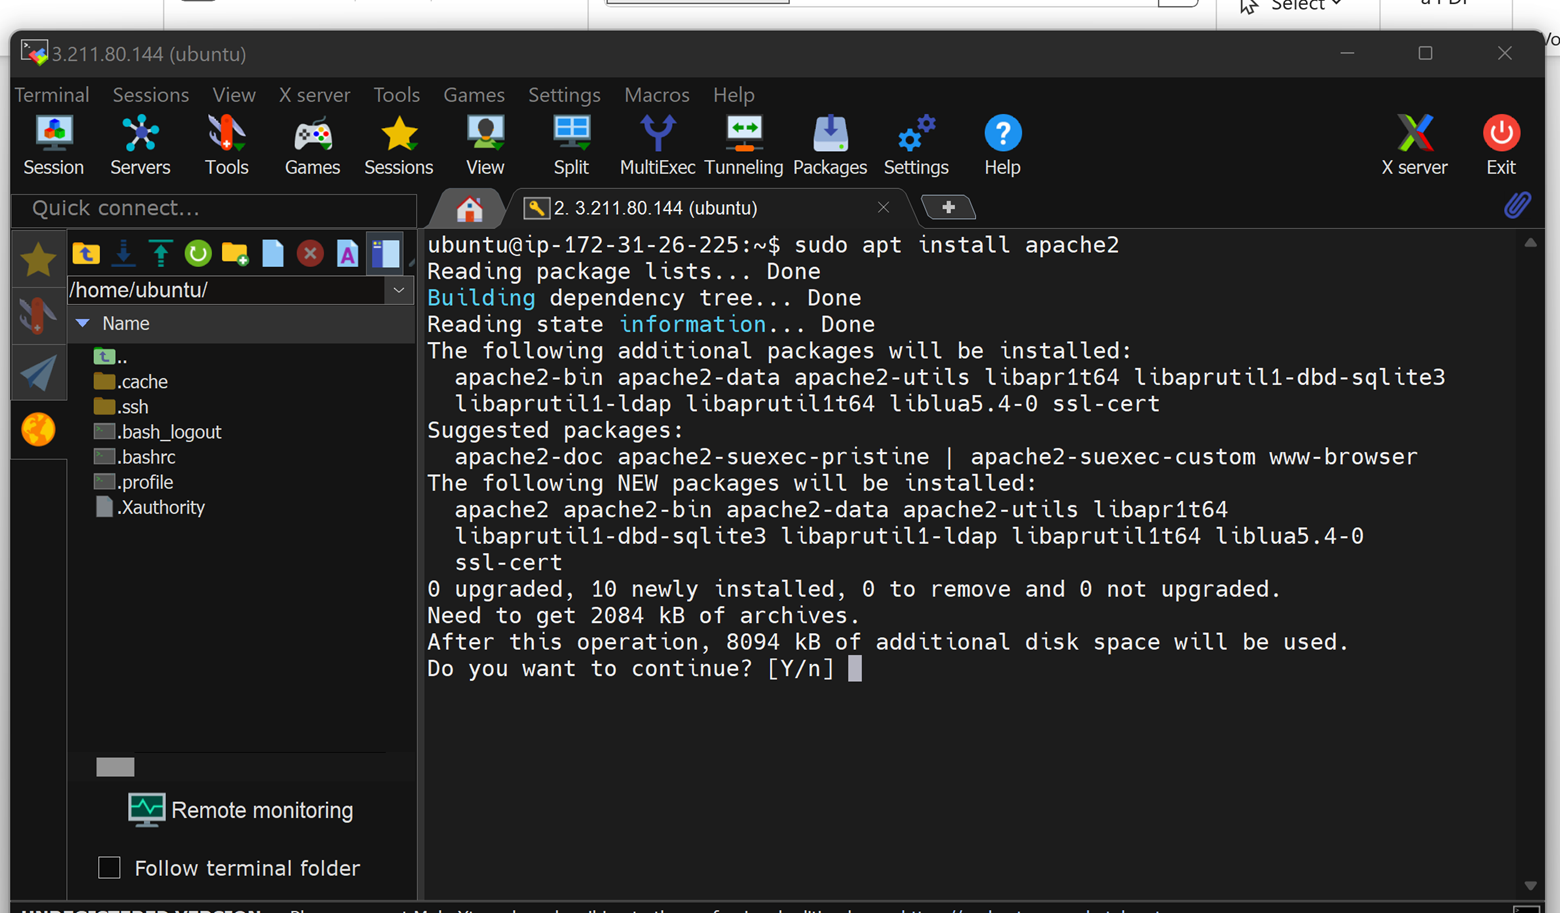 Select
3.211.80.144 (ubuntu)
Terminal Sessions View X server Tools Games Settings Macros Help
Session Servers Tools Games Sessions View Split MultiExec Tunneling Packages Settings Help X server Exit
Quick connect...
2. 3.211.80.144 (ubuntu)
/home/ubuntu/
Name
..
.cache
.ssh
.bash_logout
.bashrc
.profile
.Xauthority
Remote monitoring
Follow terminal folder
ubuntu@ip-172-31-26-225:~$ sudo apt install apache2
Reading package lists... Done
Building dependency tree... Done
Reading state information... Done
The following additional packages will be installed:
apache2-bin apache2-data apache2-utils libapr1t64 libaprutil1-dbd-sqlite3
libaprutil1-ldap libaprutil1t64 liblua5.4-0 ssl-cert
Suggested packages:
apache2-doc apache2-suexec-pristine | apache2-suexec-custom www-browser
The following NEW packages will be installed:
apache2 apache2-bin apache2-data apache2-utils libapr1t64
libaprutil1-dbd-sqlite3 libaprutil1-ldap libaprutil1t64 liblua5.4-0
ssl-cert
0 upgraded, 10 newly installed, 0 to remove and 0 not upgraded.
Need to get 2084 kB of archives.
After this operation, 8094 kB of additional disk space will be used.
Do you want to continue? [Y/n]
UNREGISTERED VERSION